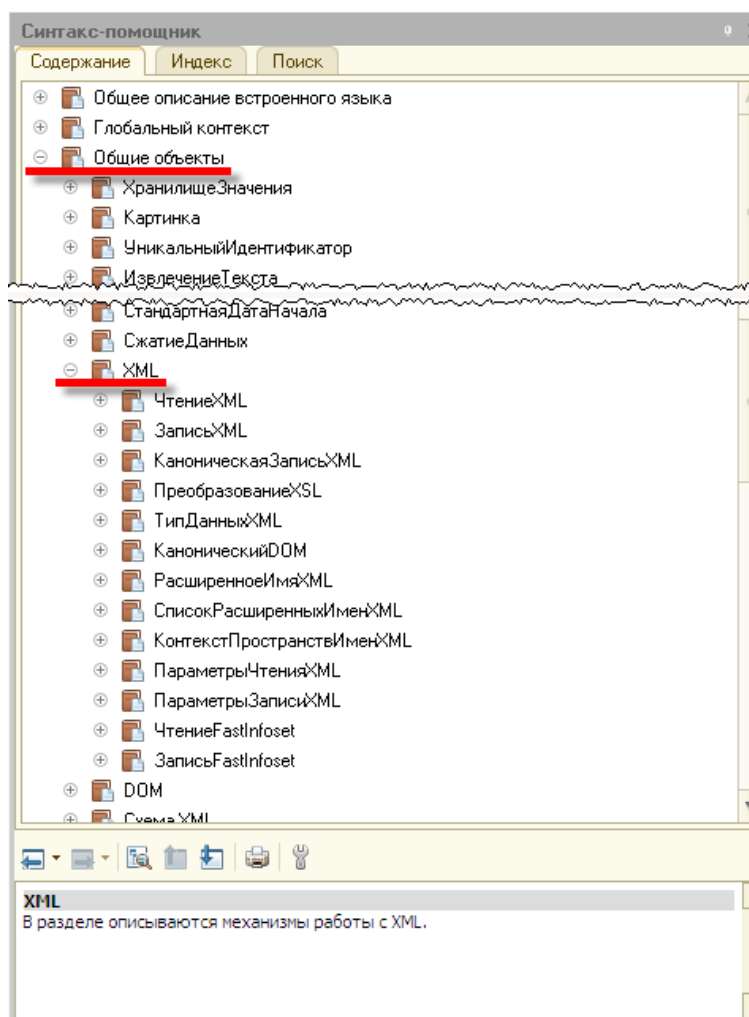 Синтакс-помощник
Содержание Индекс Поиск
Общее описание встроенного языка
Глобальный контекст
Общие объекты
ХранилищеЗначения
Картинка
УникальныйИдентификатор
ИзвлечениеТекста
СтандартнаяДатаНачала
СжатиеДанных
XML
ЧтениеXML
ЗаписьXML
КаноническаяЗаписьXML
ПреобразованиеXSL
ТипДанныхXML
КаноническийDOM
РасширенноеИмяXML
СписокРасширенныхИменXML
КонтекстПространствИменXML
ПараметрыЧтенияXML
ПараметрыЗаписиXML
ЧтениеFastInfoset
ЗаписьFastInfoset
DOM
Схема XML
XML
В разделе описываются механизмы работы с XML.